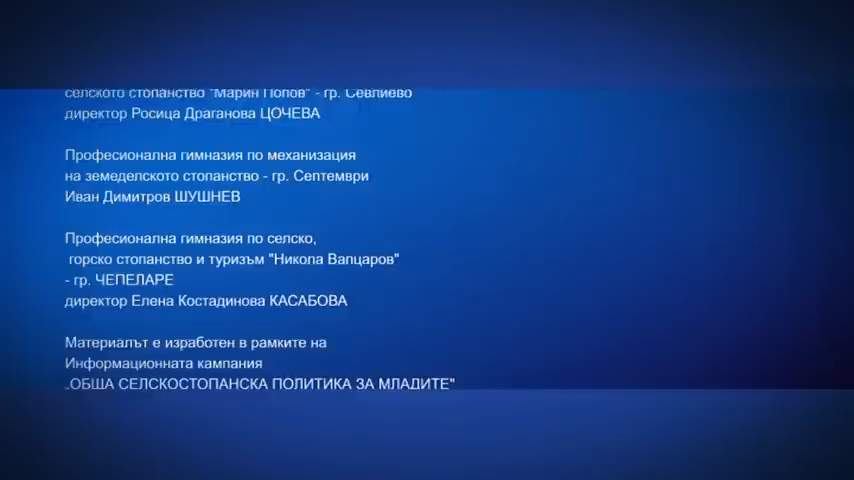 селското стопанство "Марин Попов" - гр. Севлиево
директор Росица Драганова ЦОЧЕВА
Професионална гимназия по механизация
на земеделското стопанство - гр. Септември
Иван Димитров ШУШНЕВ
Професионална гимназия по селско,
горско стопанство и туризъм "Никола Вапцаров"
- гр. ЧЕПЕЛАРЕ
директор Елена Костадинова КАСАБОВА
Материалът е изработен в рамките на
Информационната кампания
„ОБЩА СЕЛСКОСТОПАНСКА ПОЛИТИКА ЗА МЛАДИТЕ"